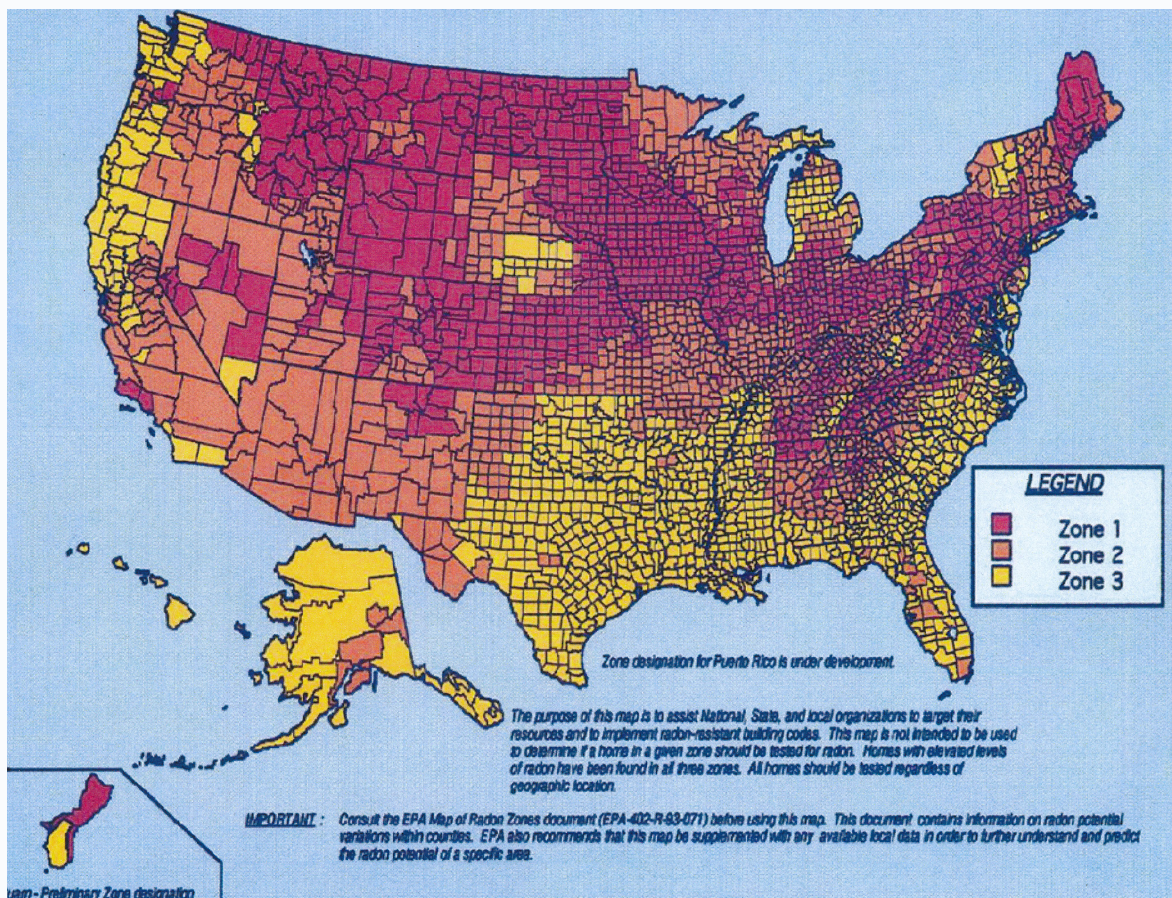 LEGEND
Zone 1
Zone 2
Zone 3
Zone designation for Puerto Rico is under development.
The purpose of this map is to assist National, State, and local organizations to target their
resources and to implement radon-resistant building codes. This map is not intended to be used
to determine if a home in a given zone should be tested for radon. Homes with elevated levels
of radon have been found in all three zones. All homes should be tested regardless of
geographic location.
IMPORTANT : Consult the EPA Map of Radon Zones document (EPA-402-R-93-071) before using this map. This document contains information on radon potential
variations within counties. EPA also recommends that this map be supplemented with any available local data in order to further understand and predict
the radon potential of a specific area.
- Preliminary Zone designation